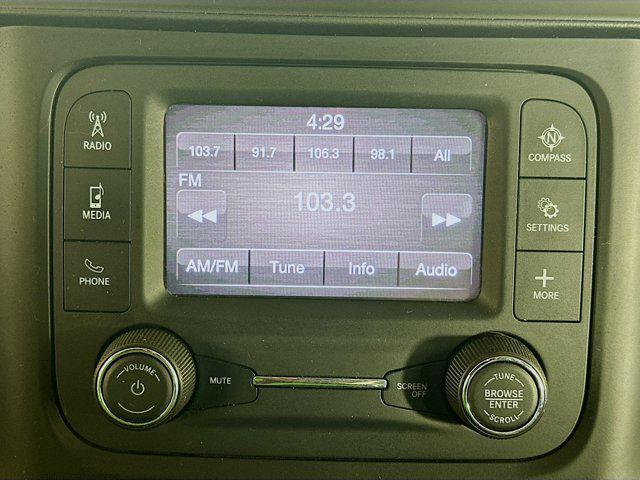 4:29
103.7 91.7 106.3 98.1 All
FM
103.3
AM/FM Tune Info Audio
RADIO
MEDIA
PHONE
N
COMPASS
SETTINGS
MORE
VOLUME
MUTE
SCREEN
OFF
TUNE
BROWSE
ENTER
SCROLL